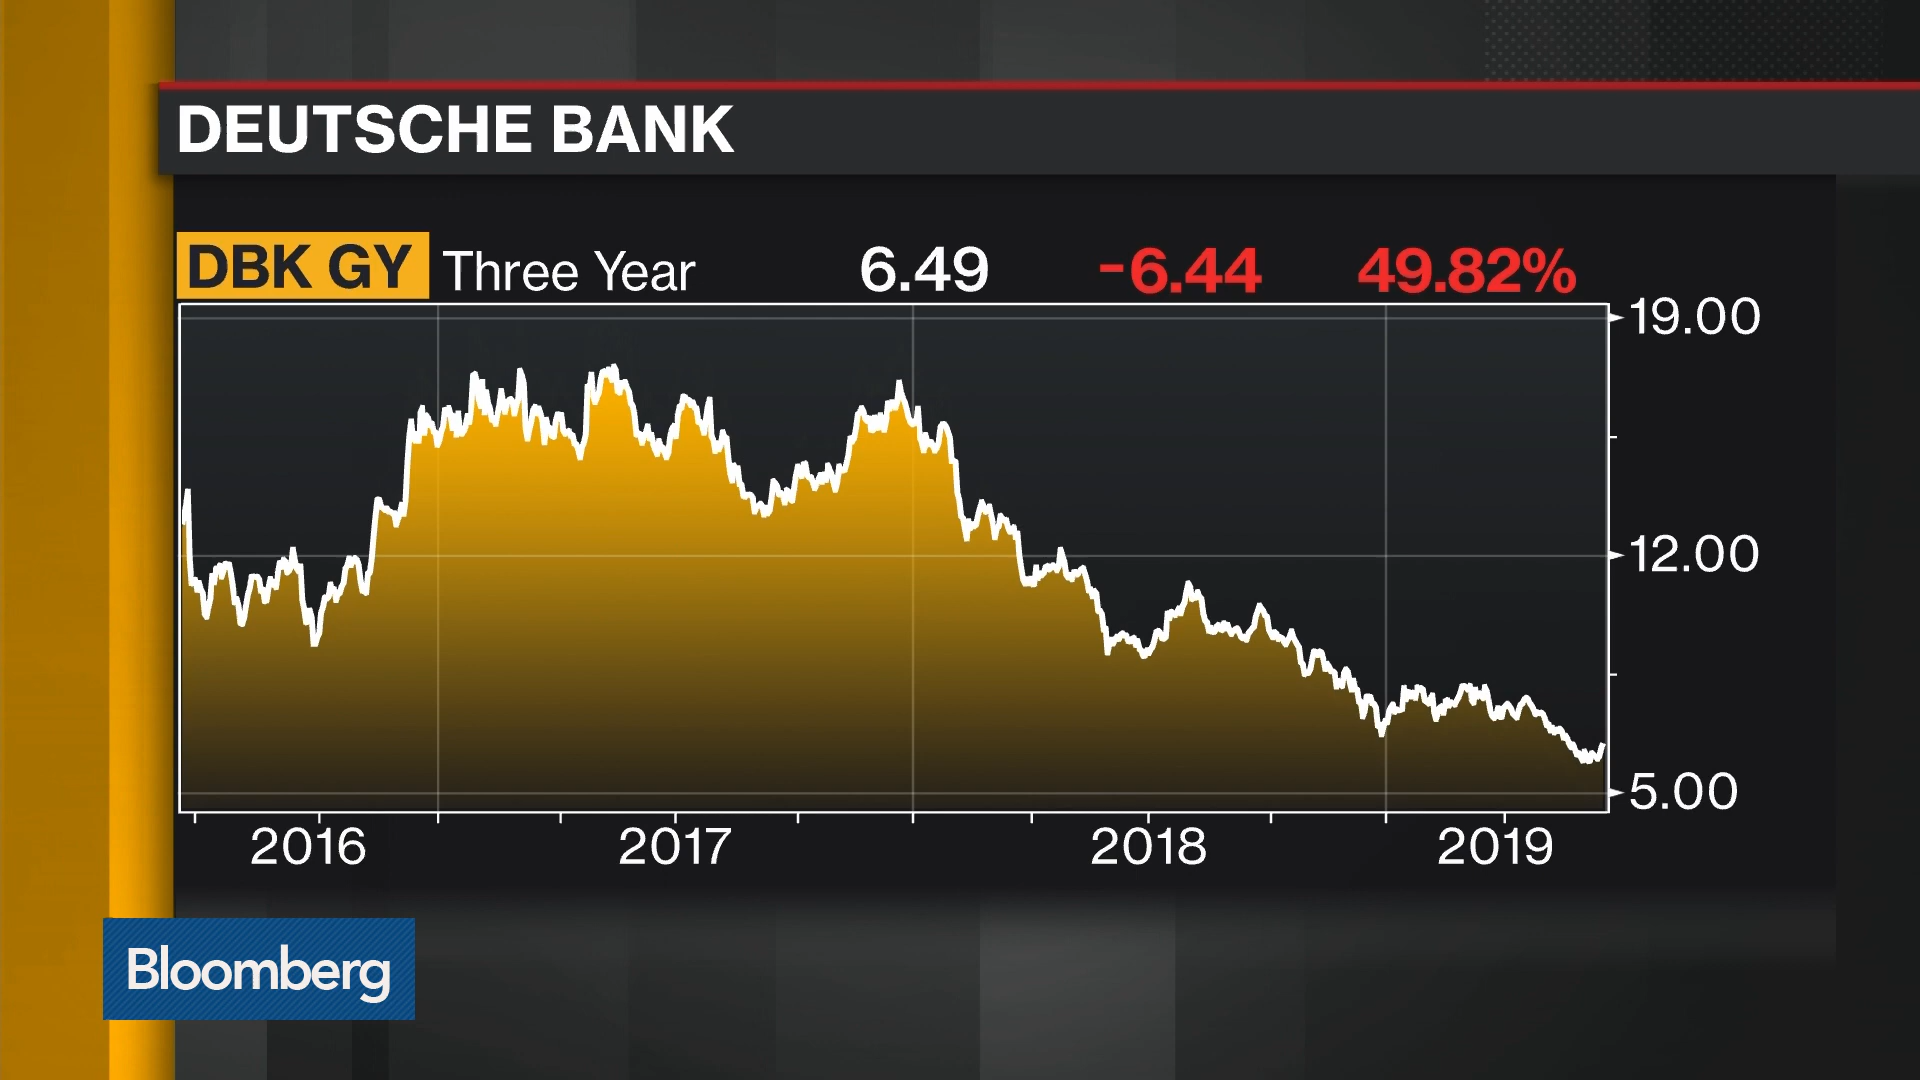 DEUTSCHE BANK
DBK GY Three Year 6.49 -6.44 49.82%
19.00
12.00
5.00
2016 2017 2018 2019
Bloomberg